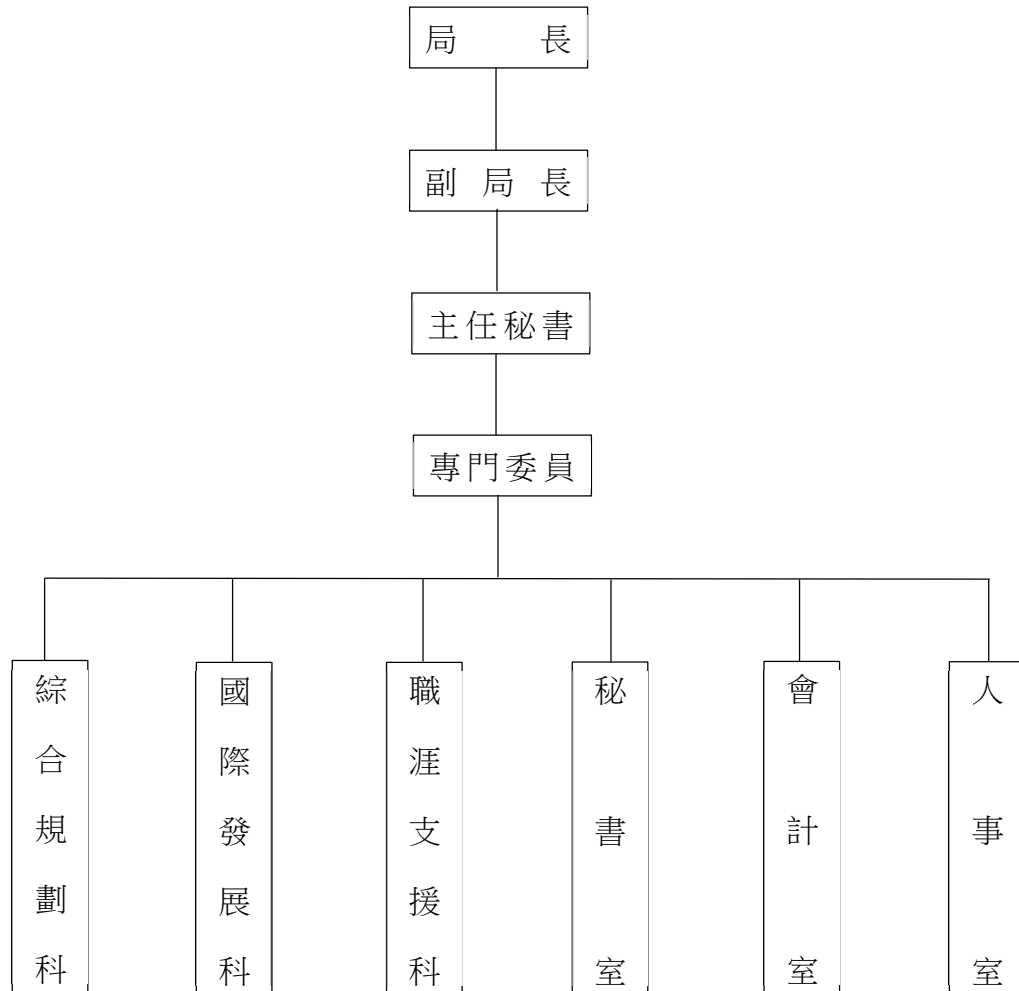 局長
副局長
主任秘書
專門委員
綜合規劃科
國際發展科
職涯支援科
秘書室
會計室
人事室